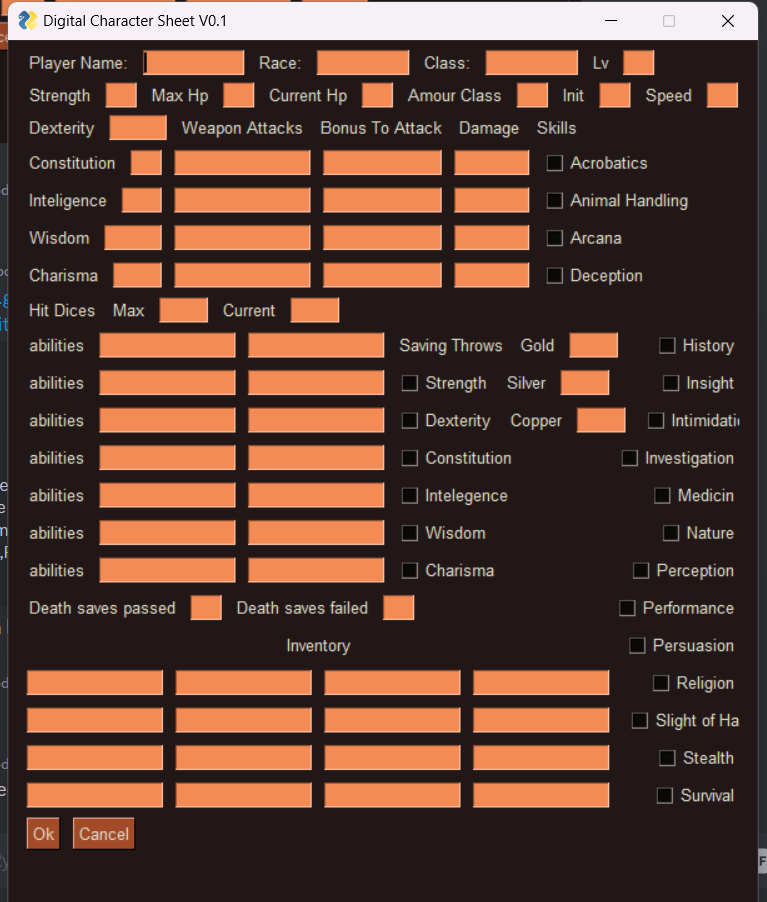 Digital Character Sheet V0.1
Player Name: Race: Class: Lv
Strength Max Hp Current Hp Amour Class Init Speed
Dexterity Weapon Attacks Bonus To Attack Damage Skills
Constitution Acrobatics
Inteligence Animal Handling
Wisdom Arcana
Charisma Deception
Hit Dices Max Current
abilities Saving Throws Gold History
abilities Strength Silver Insight
abilities Dexterity Copper Intimidatic
abilities Constitution Investigation
abilities Intelegence Medicin
abilities Wisdom Nature
abilities Charisma Perception
Death saves passed Death saves failed Performance
Inventory Persuasion
Religion
Slight of Ha
Stealth
Survival
Ok Cancel